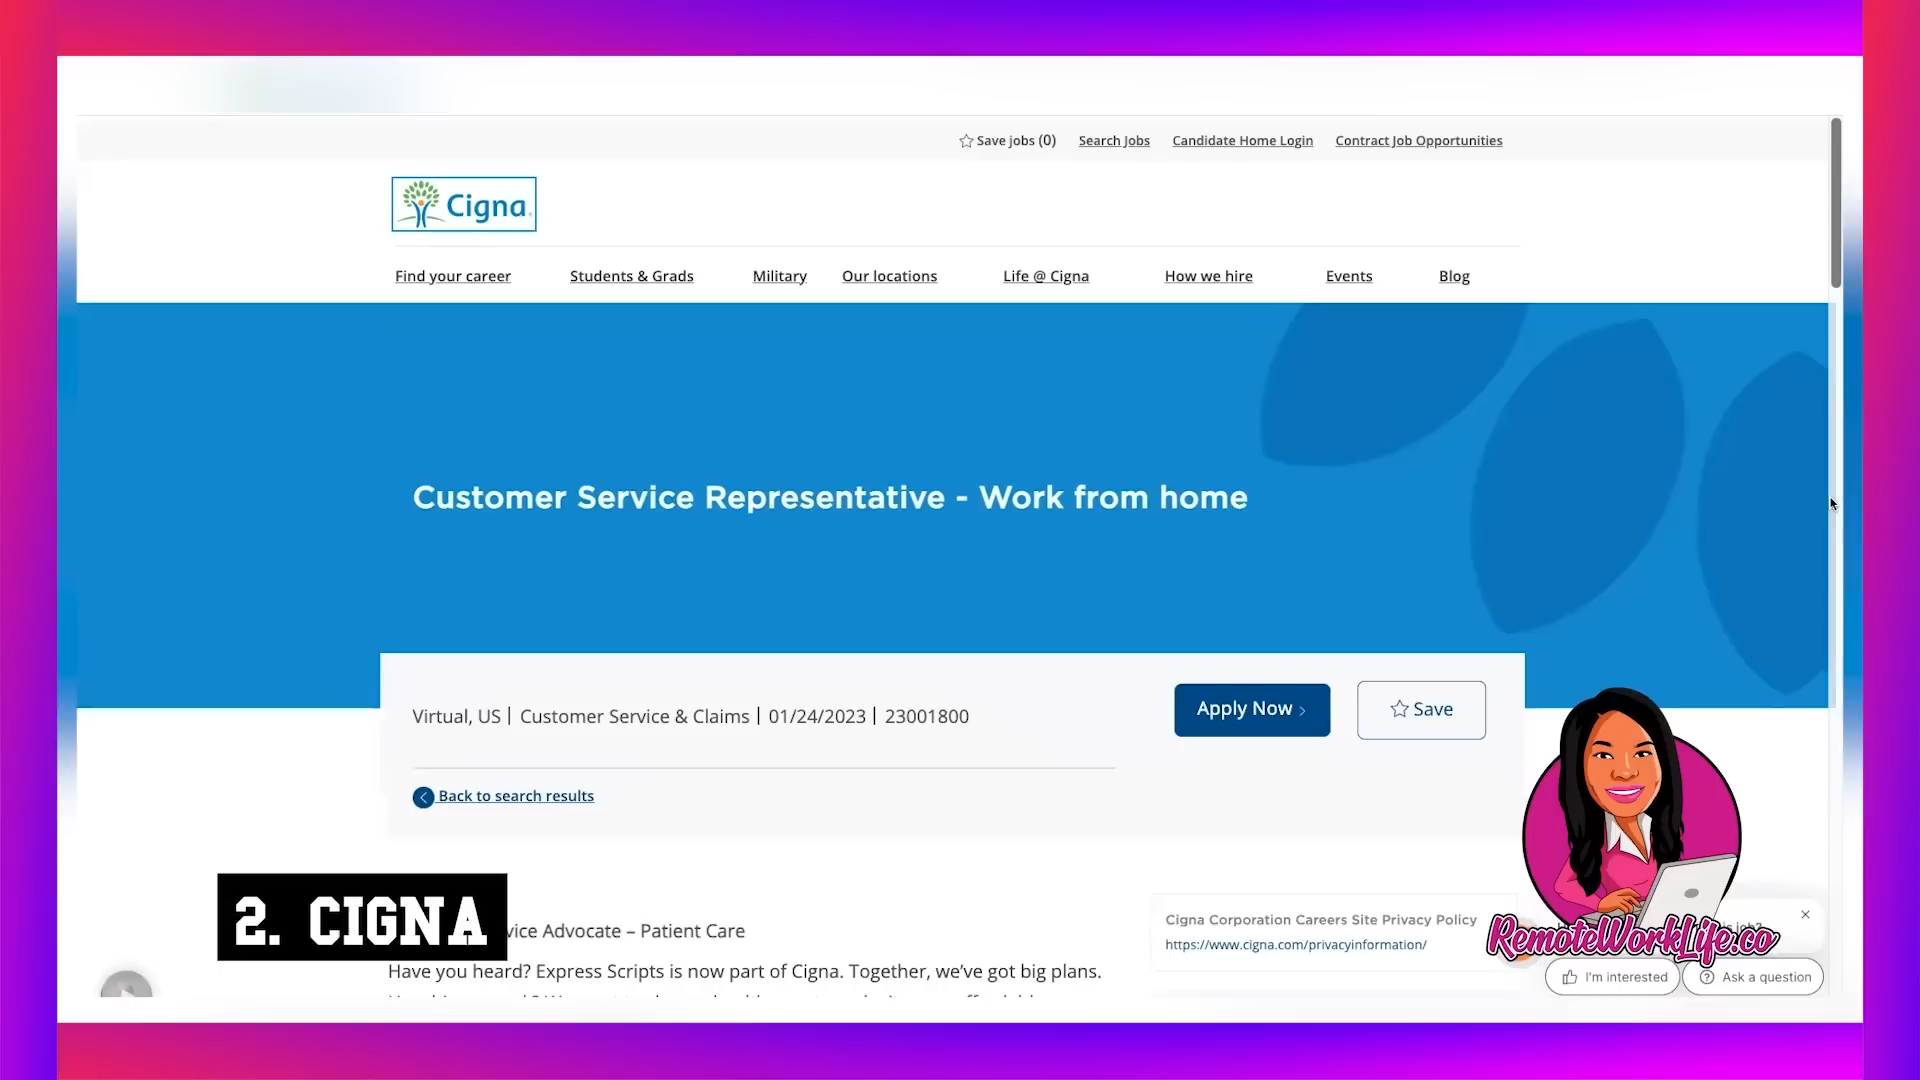 Save jobs (0) Search Jobs Candidate Home Login Contract Job Opportunities
Cigna
Find your career Students & Grads Military Our locations Life @ Cigna How we hire Events Blog
Customer Service Representative - Work from home
Virtual, US | Customer Service & Claims | 01/24/2023 | 23001800
Apply Now >
Save
Back to search results
2. CIGNA
vice Advocate – Patient Care
Have you heard? Express Scripts is now part of Cigna. Together, we’ve got big plans.
Cigna Corporation Careers Site Privacy Policy
https://www.cigna.com/privacyinformation/
RemoteWorkLife.co
I'm interested
Ask a question